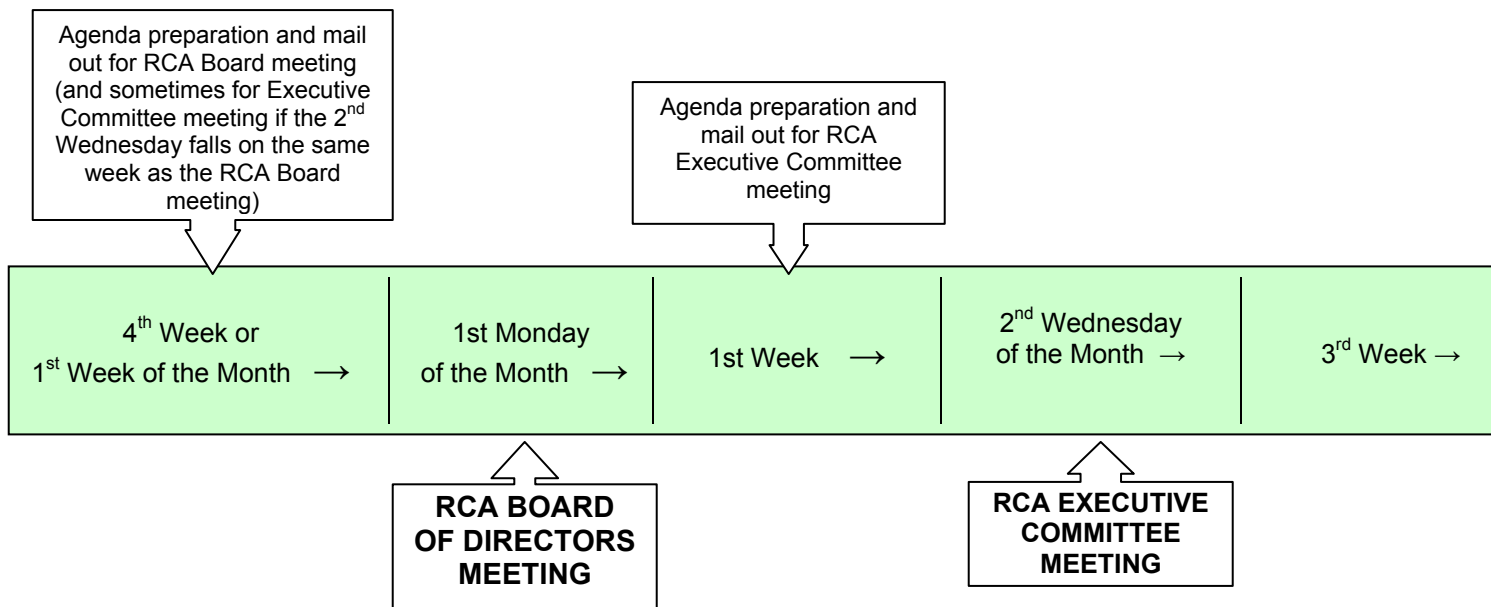 Agenda preparation and mail
out for RCA Board meeting
(and sometimes for Executive
Committee meeting if the 2nd
Wednesday falls on the same
week as the RCA Board
meeting)
Agenda preparation and
mail out for RCA
Executive Committee
meeting
4th Week or
1st Week of the Month →
1st Monday
of the Month →
1st Week →
2nd Wednesday
of the Month →
3rd Week →
RCA BOARD
OF DIRECTORS
MEETING
RCA EXECUTIVE
COMMITTEE
MEETING